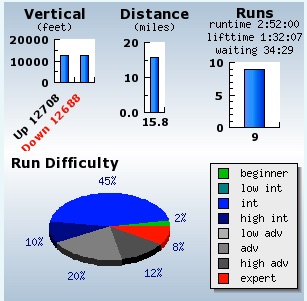 Vertical
(feet)
20000
10000
0
Up 12708
Down 12688
Distance
(miles)
20
15
10
5
0.0
15.8
Runs
runtime 2:52:00
lifttime 1:32:07
waiting 34:29
10
5
0
9
Run Difficulty
45%
2%
8%
12%
20%
10%
beginner
low int
int
high int
low adv
adv
high adv
expert